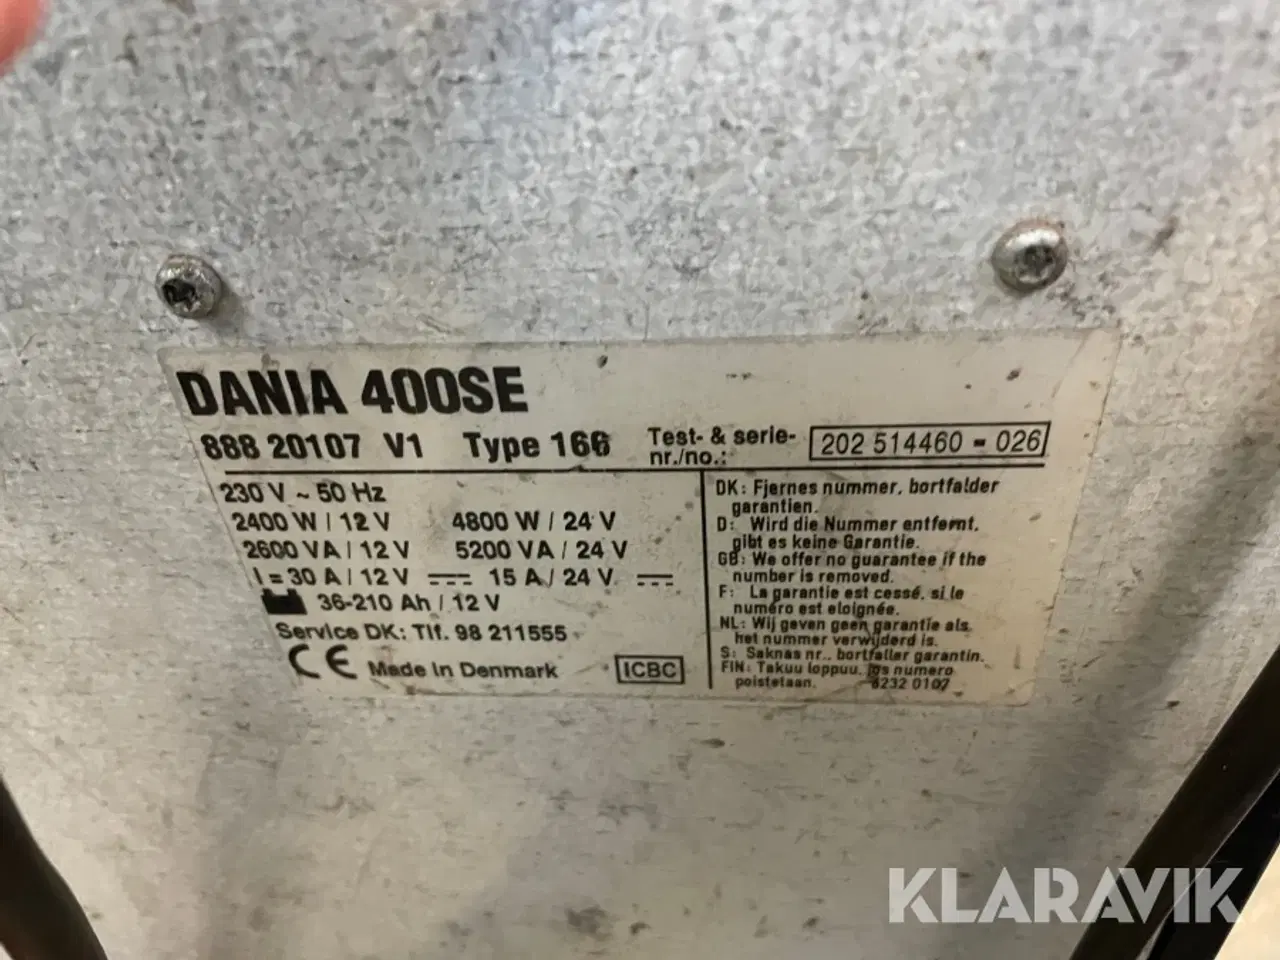 DANIA 400SE
888 20107 V1 Type 166 Test- & serie-
nr./no.: 202 514460 - 026
230 V ~ 50 Hz
2400 W / 12 V 4800 W / 24 V
2600 VA / 12 V 5200 VA / 24 V
I = 30 A / 12 V 15 A / 24 V
36-210 Ah / 12 V
Service DK: Tlf. 98 211555
CE Made in Denmark ICBC
DK: Fjernes nummer, bortfalder
garantien.
D: Wird die Nummer entfernt,
gibt es keine Garantie.
GB: We offer no guarantee if the
number is removed.
F: La garantie est cessé, si le
numéro est eloignée.
NL: Wij geven geen garantie als
het nummer verwijderd is.
S: Saknas nr., bortfaller garantin.
FIN: Takuu loppuu, jos numero
poistetaan. 6232 0107
KLARAVIK